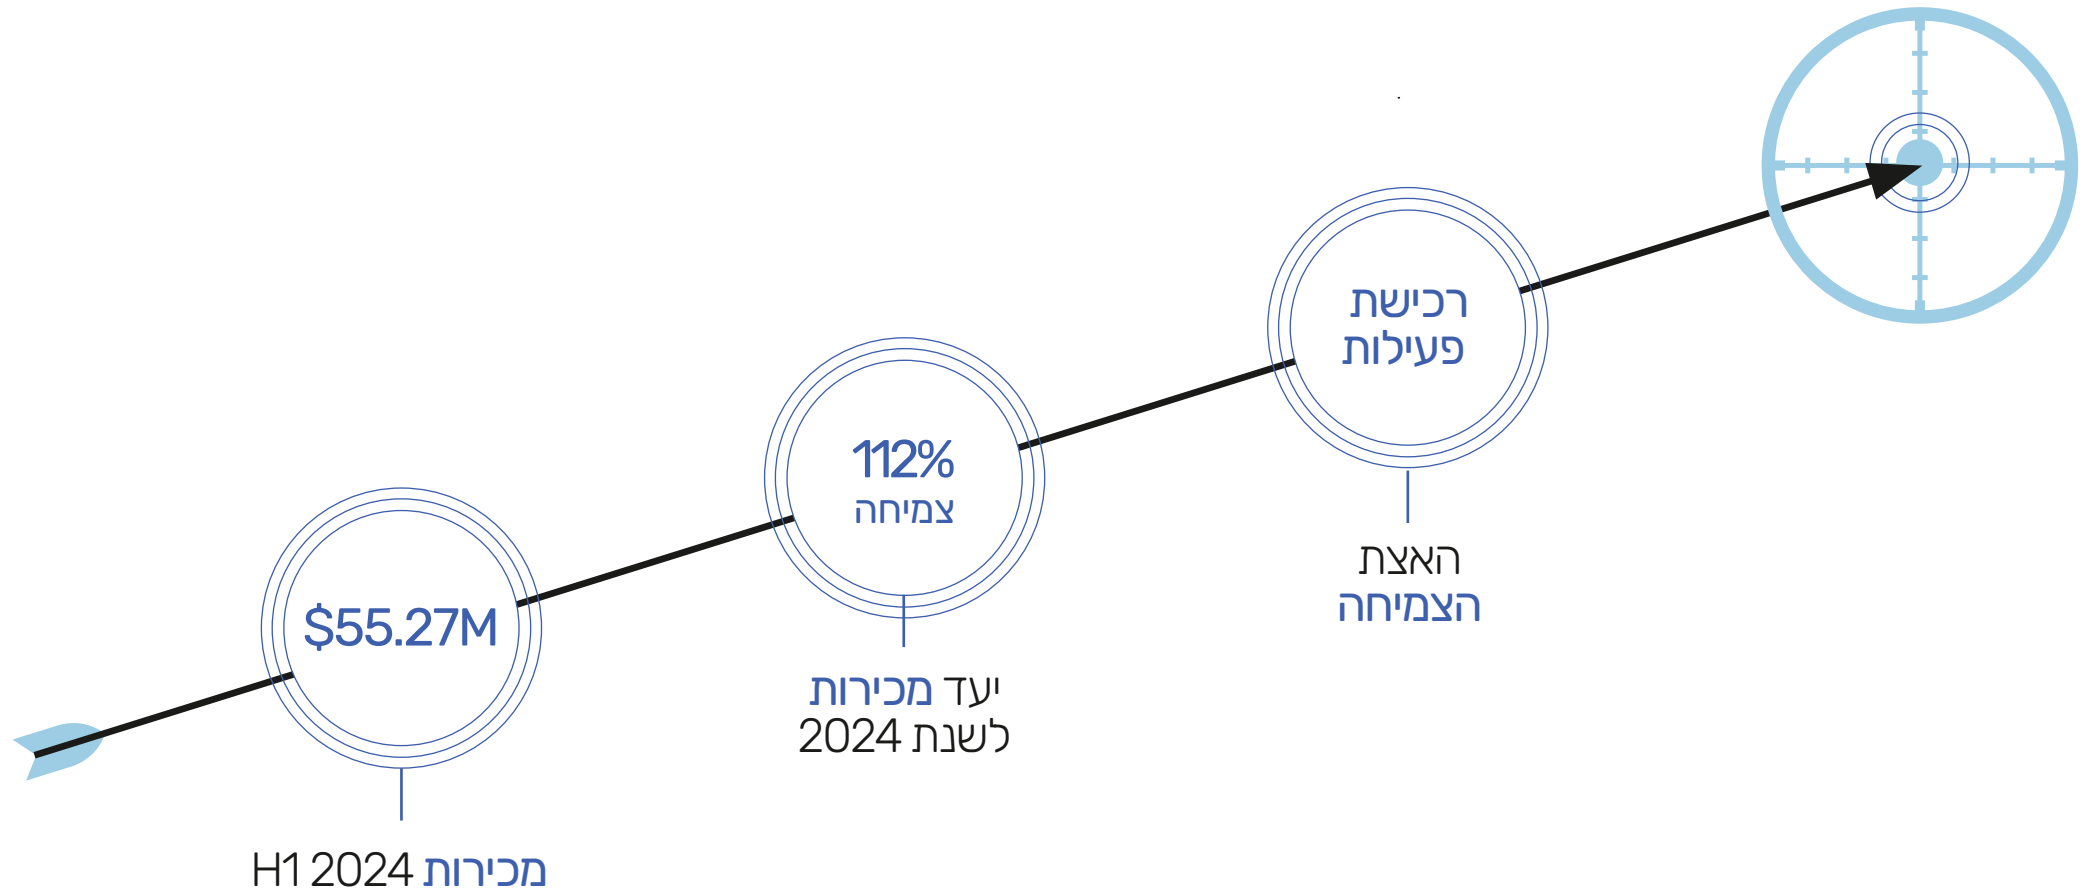 $55.27M
מכירות H1 2024
112%
צמיחה
יעד מכירות
לשנת 2024
רכישת
פעילות
האצת
הצמיחה